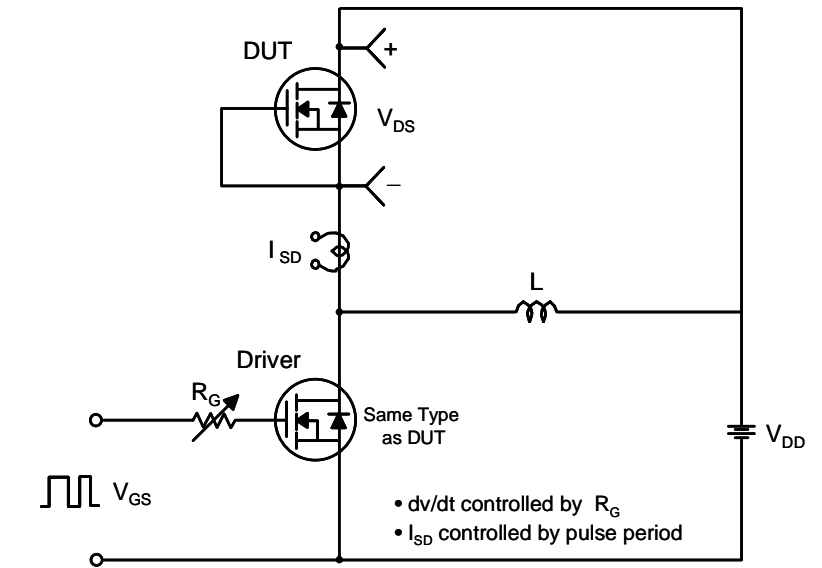 DUT
+
VDS
−
ISD
L
Driver
RG
Same Type
as DUT
VDD
VGS
• dv/dt controlled by RG
• ISD controlled by pulse period